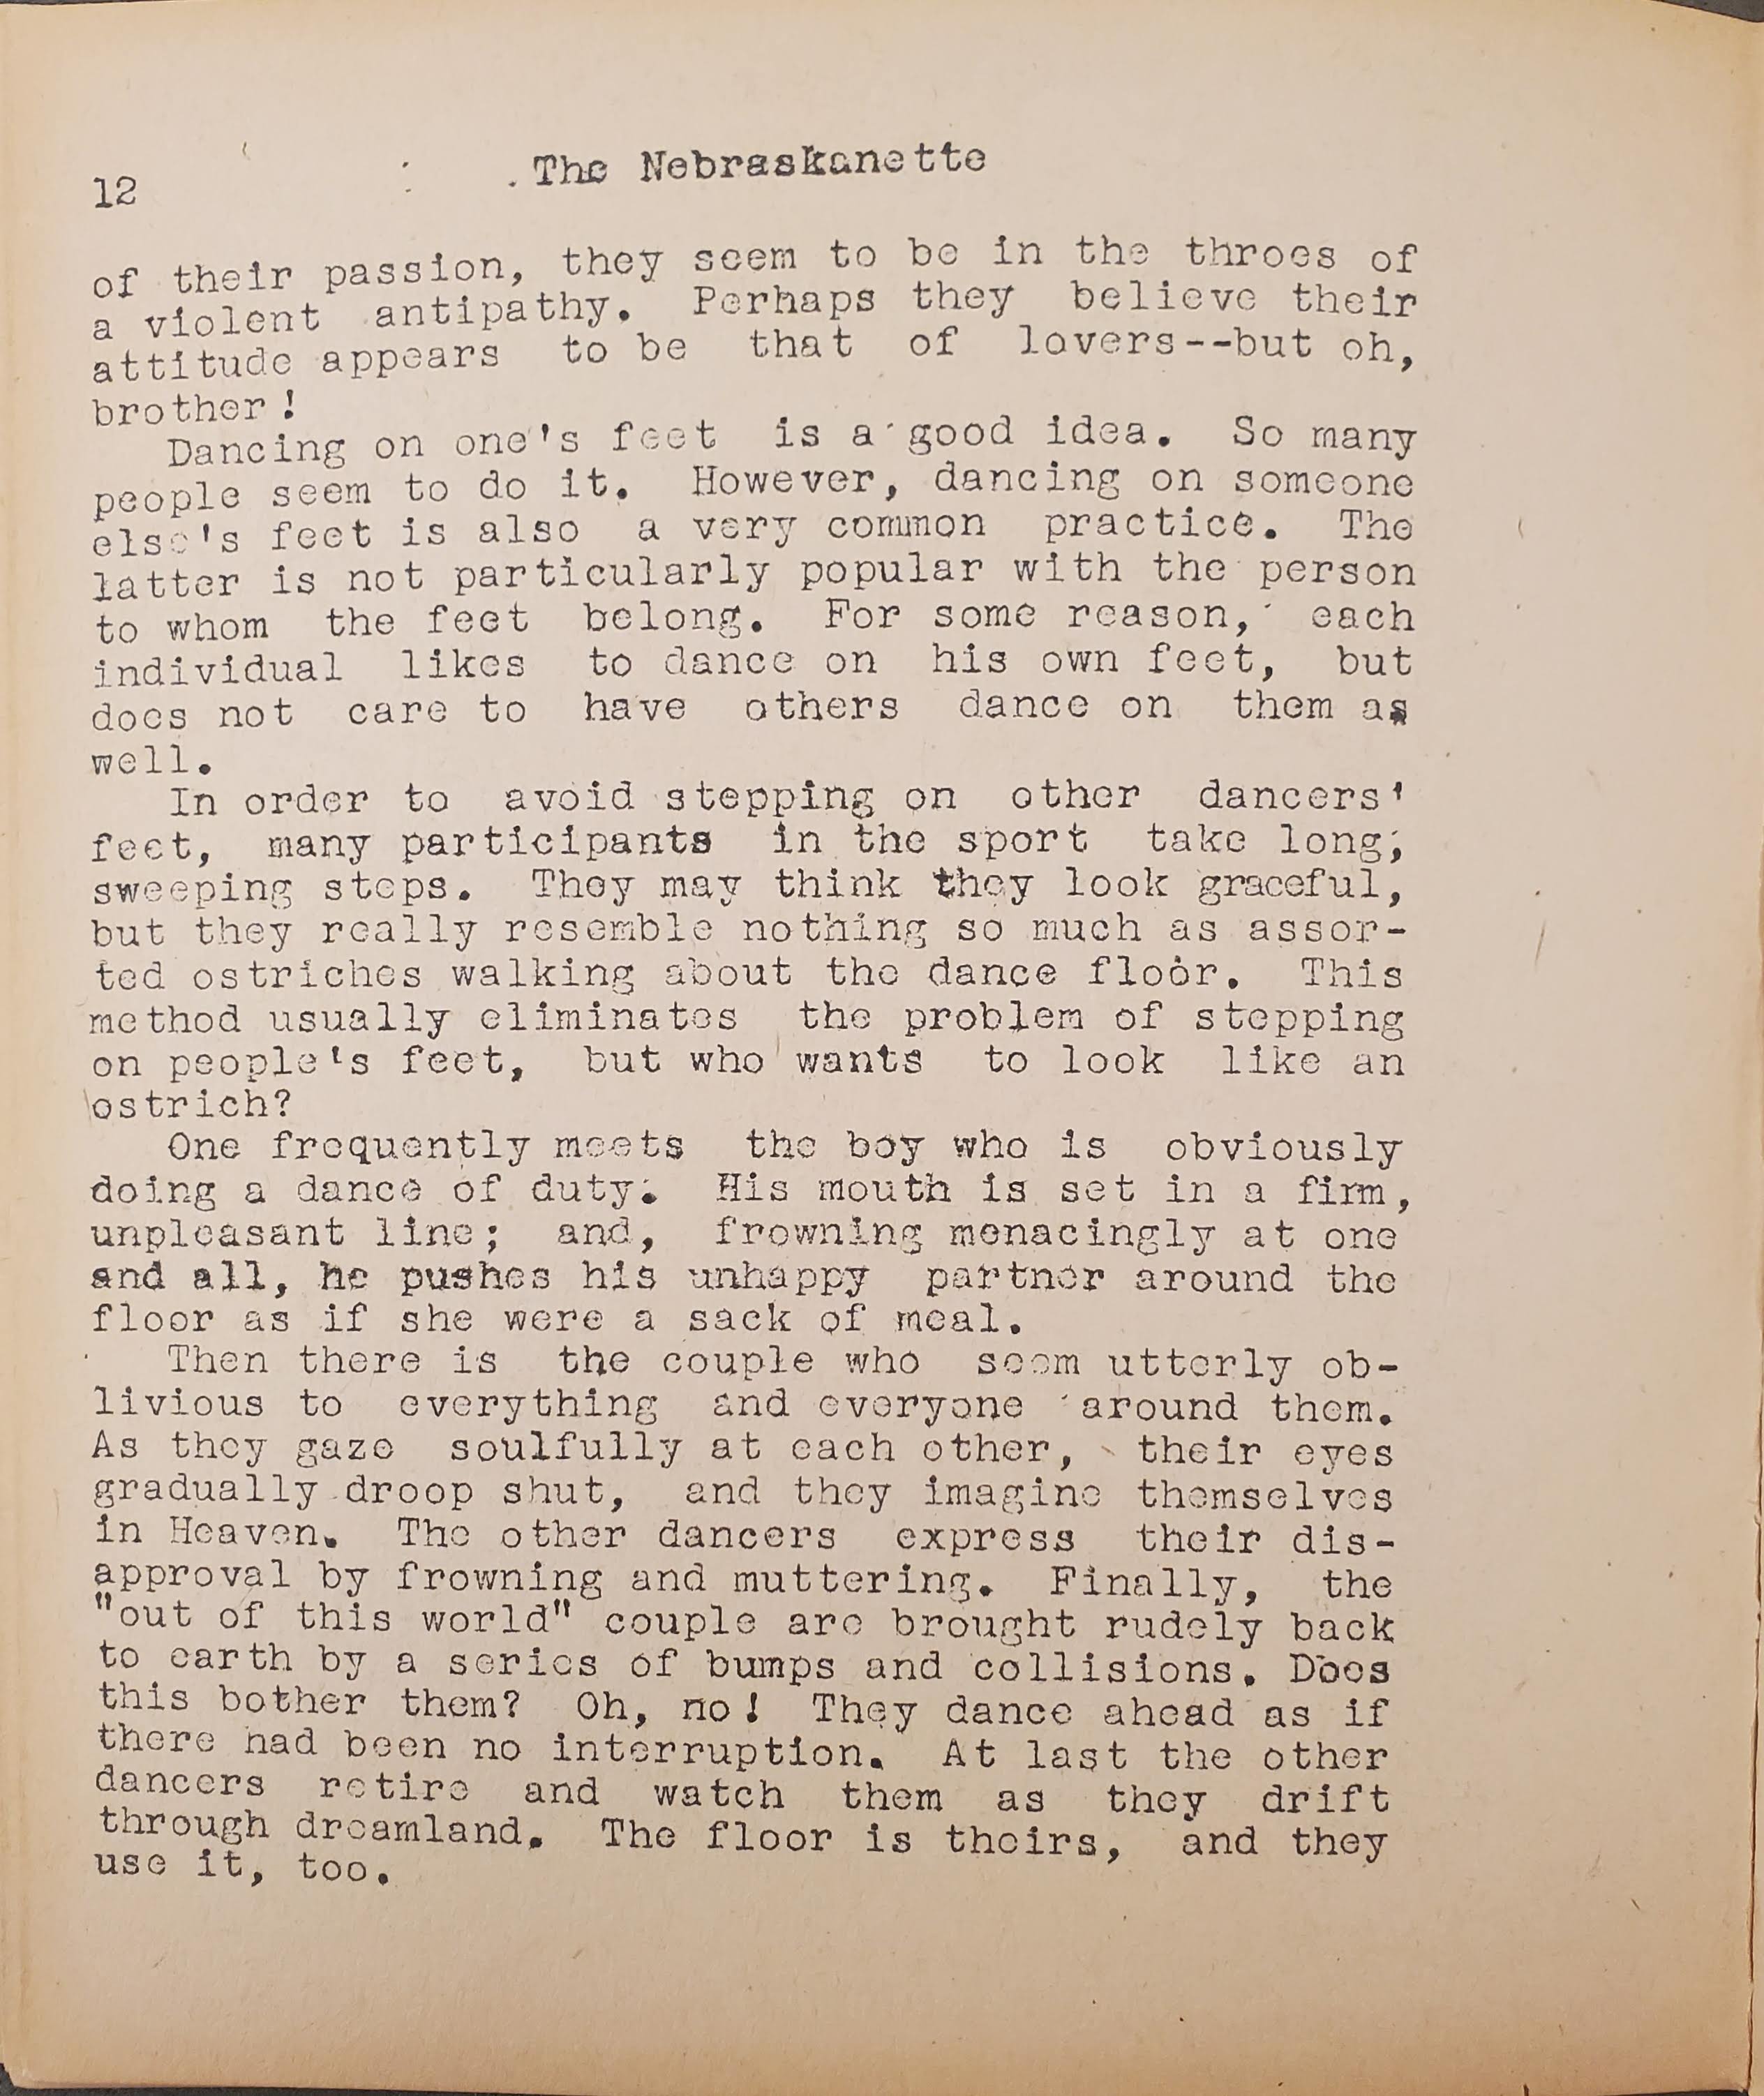 12
The Nebraskanette
of their passion, they seem to be in the throes of
a violent antipathy. Perhaps they believe their
attitude appears to be that of lovers--but oh,
brother!
Dancing on one's feet is a good idea. So many
people seem to do it. However, dancing on someone
else's feet is also a very common practice. The
latter is not particularly popular with the person
to whom the feet belong. For some reason, each
individual likes to dance on his own feet, but
does not care to have others dance on them as
well.
In order to avoid stepping on other dancers'
feet, many participants in the sport take long,
sweeping steps. They may think they look graceful,
but they really resemble nothing so much as assor-
ted ostriches walking about the dance floor. This
method usually eliminates the problem of stepping
on people's feet, but who wants to look like an
ostrich?
One frequently meets the boy who is obviously
doing a dance of duty. His mouth is set in a firm,
unpleasant line; and, frowning menacingly at one
and all, he pushes his unhappy partner around the
floor as if she were a sack of meal.
Then there is the couple who seem utterly ob-
livious to everything and everyone around them.
As they gaze soulfully at each other, their eyes
gradually droop shut, and they imagine themselves
in Heaven. The other dancers express their dis-
approval by frowning and muttering. Finally, the
"out of this world" couple are brought rudely back
to earth by a series of bumps and collisions. Does
this bother them? Oh, no! They dance ahead as if
there had been no interruption. At last the other
dancers retire and watch them as they drift
through dreamland. The floor is theirs, and they
use it, too.